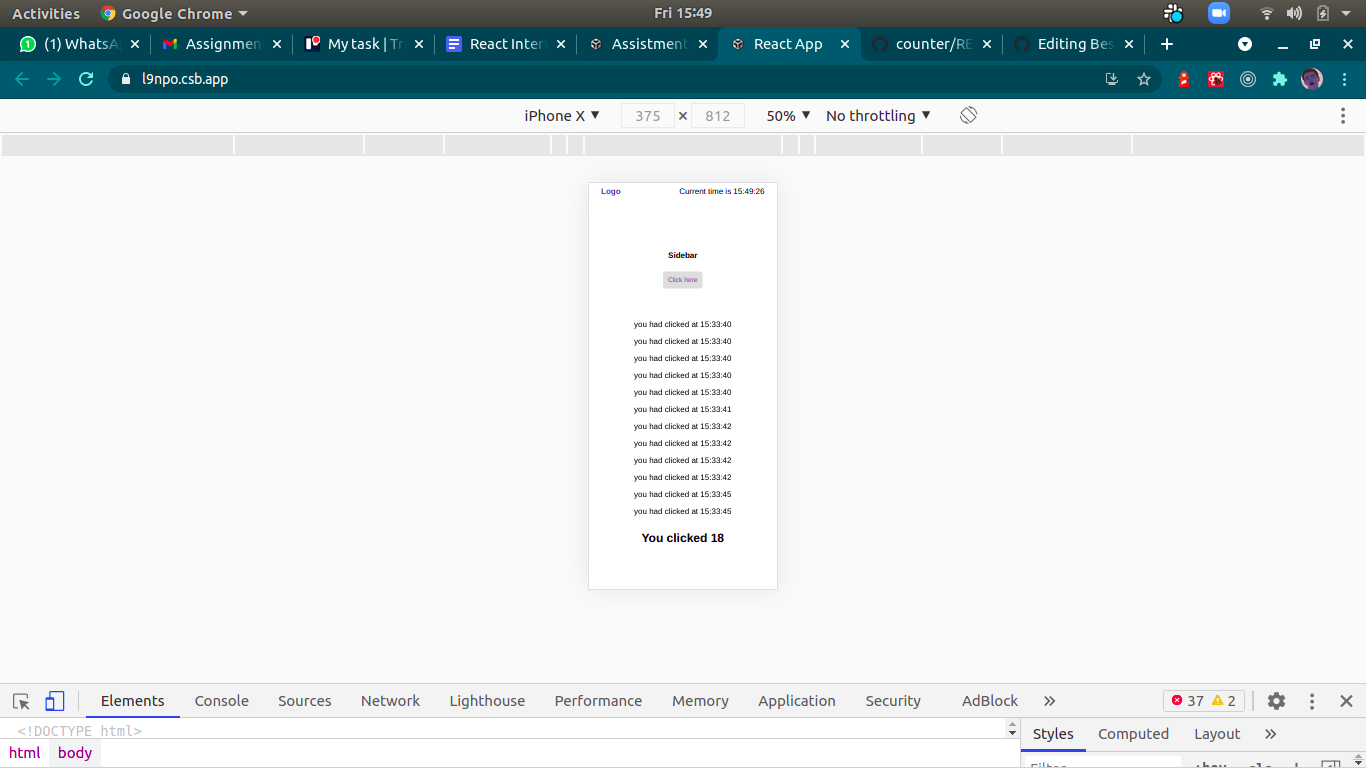 Activities Google Chrome Fri 15:49
(1) WhatsA Assignmen My task | Tr React Inter Assistment React App counter/RE Editing Bes
l9npo.csb.app
iPhone X 375 × 812 50% No throttling
Logo Current time is 15:49:26
Sidebar
Click here
you had clicked at 15:33:40
you had clicked at 15:33:40
you had clicked at 15:33:40
you had clicked at 15:33:40
you had clicked at 15:33:40
you had clicked at 15:33:41
you had clicked at 15:33:42
you had clicked at 15:33:42
you had clicked at 15:33:42
you had clicked at 15:33:42
you had clicked at 15:33:45
you had clicked at 15:33:45
You clicked 18
Elements Console Sources Network Lighthouse Performance Memory Application Security AdBlock 37 2
<!DOCTYPE html>
Styles Computed Layout
html body
Filter :hov .cls